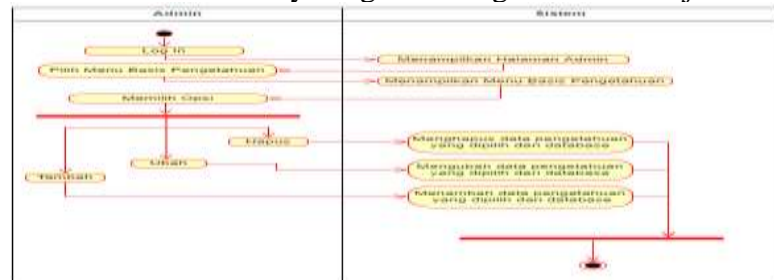 Admin
Sistem
Log In
Menampilkan Halaman Admin
Pilih Menu Basis Pengetahuan
Menampilkan Menu Basis Pengetahuan
Memilih Opsi
Hapus
Menghapus data pengetahuan
yang dipilih dari database
Ubah
Mengubah data pengetahuan
yang dipilih dari database
Tambah
Menambah data pengetahuan
yang dipilih dari database